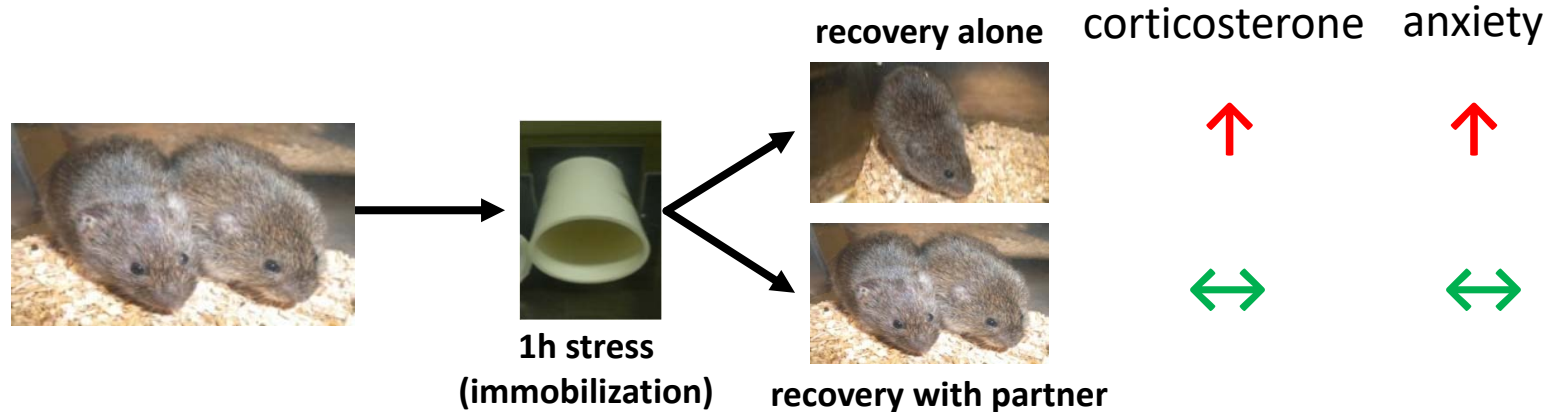 recovery alone
corticosterone
anxiety
1h stress
(immobilization)
recovery with partner